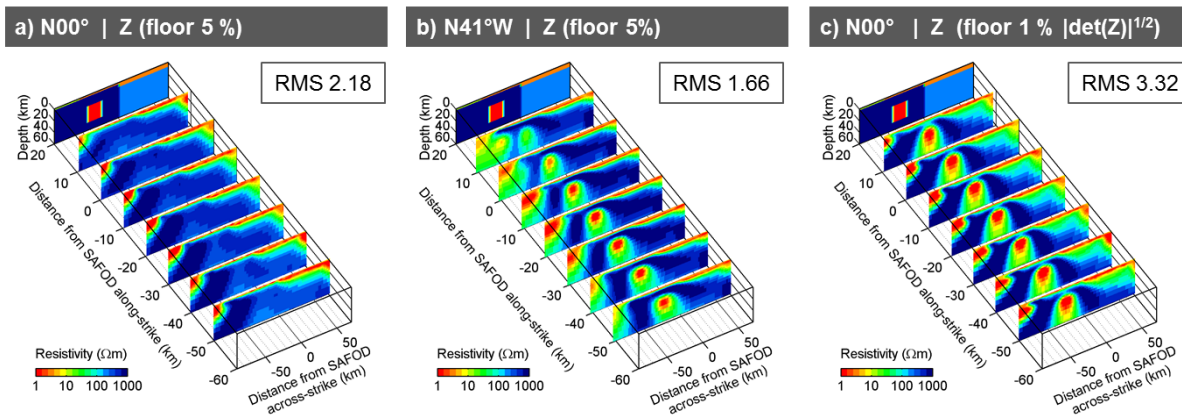 a) N00° | Z (floor 5 %)
RMS 2.18
Depth (km)
0
20
40
60
20
10
0
-10
-20
-30
-40
-50
-60
Distance from SAFOD along-strike (km)
Resistivity (Ωm)
1 10 100 1000
-50
0
50
Distance from SAFOD
across-strike (km)
b) N41°W | Z (floor 5%)
RMS 1.66
Depth (km)
0
20
40
60
20
10
0
-10
-20
-30
-40
-50
-60
Distance from SAFOD along-strike (km)
Resistivity (Ωm)
1 10 100 1000
-50
0
50
Distance from SAFOD
across-strike (km)
c) N00° | Z (floor 1 % |det(Z)|1/2)
RMS 3.32
Depth (km)
0
20
40
60
20
10
0
-10
-20
-30
-40
-50
-60
Distance from SAFOD along-strike (km)
Resistivity (Ωm)
1 10 100 1000
-50
0
50
Distance from SAFOD
across-strike (km)